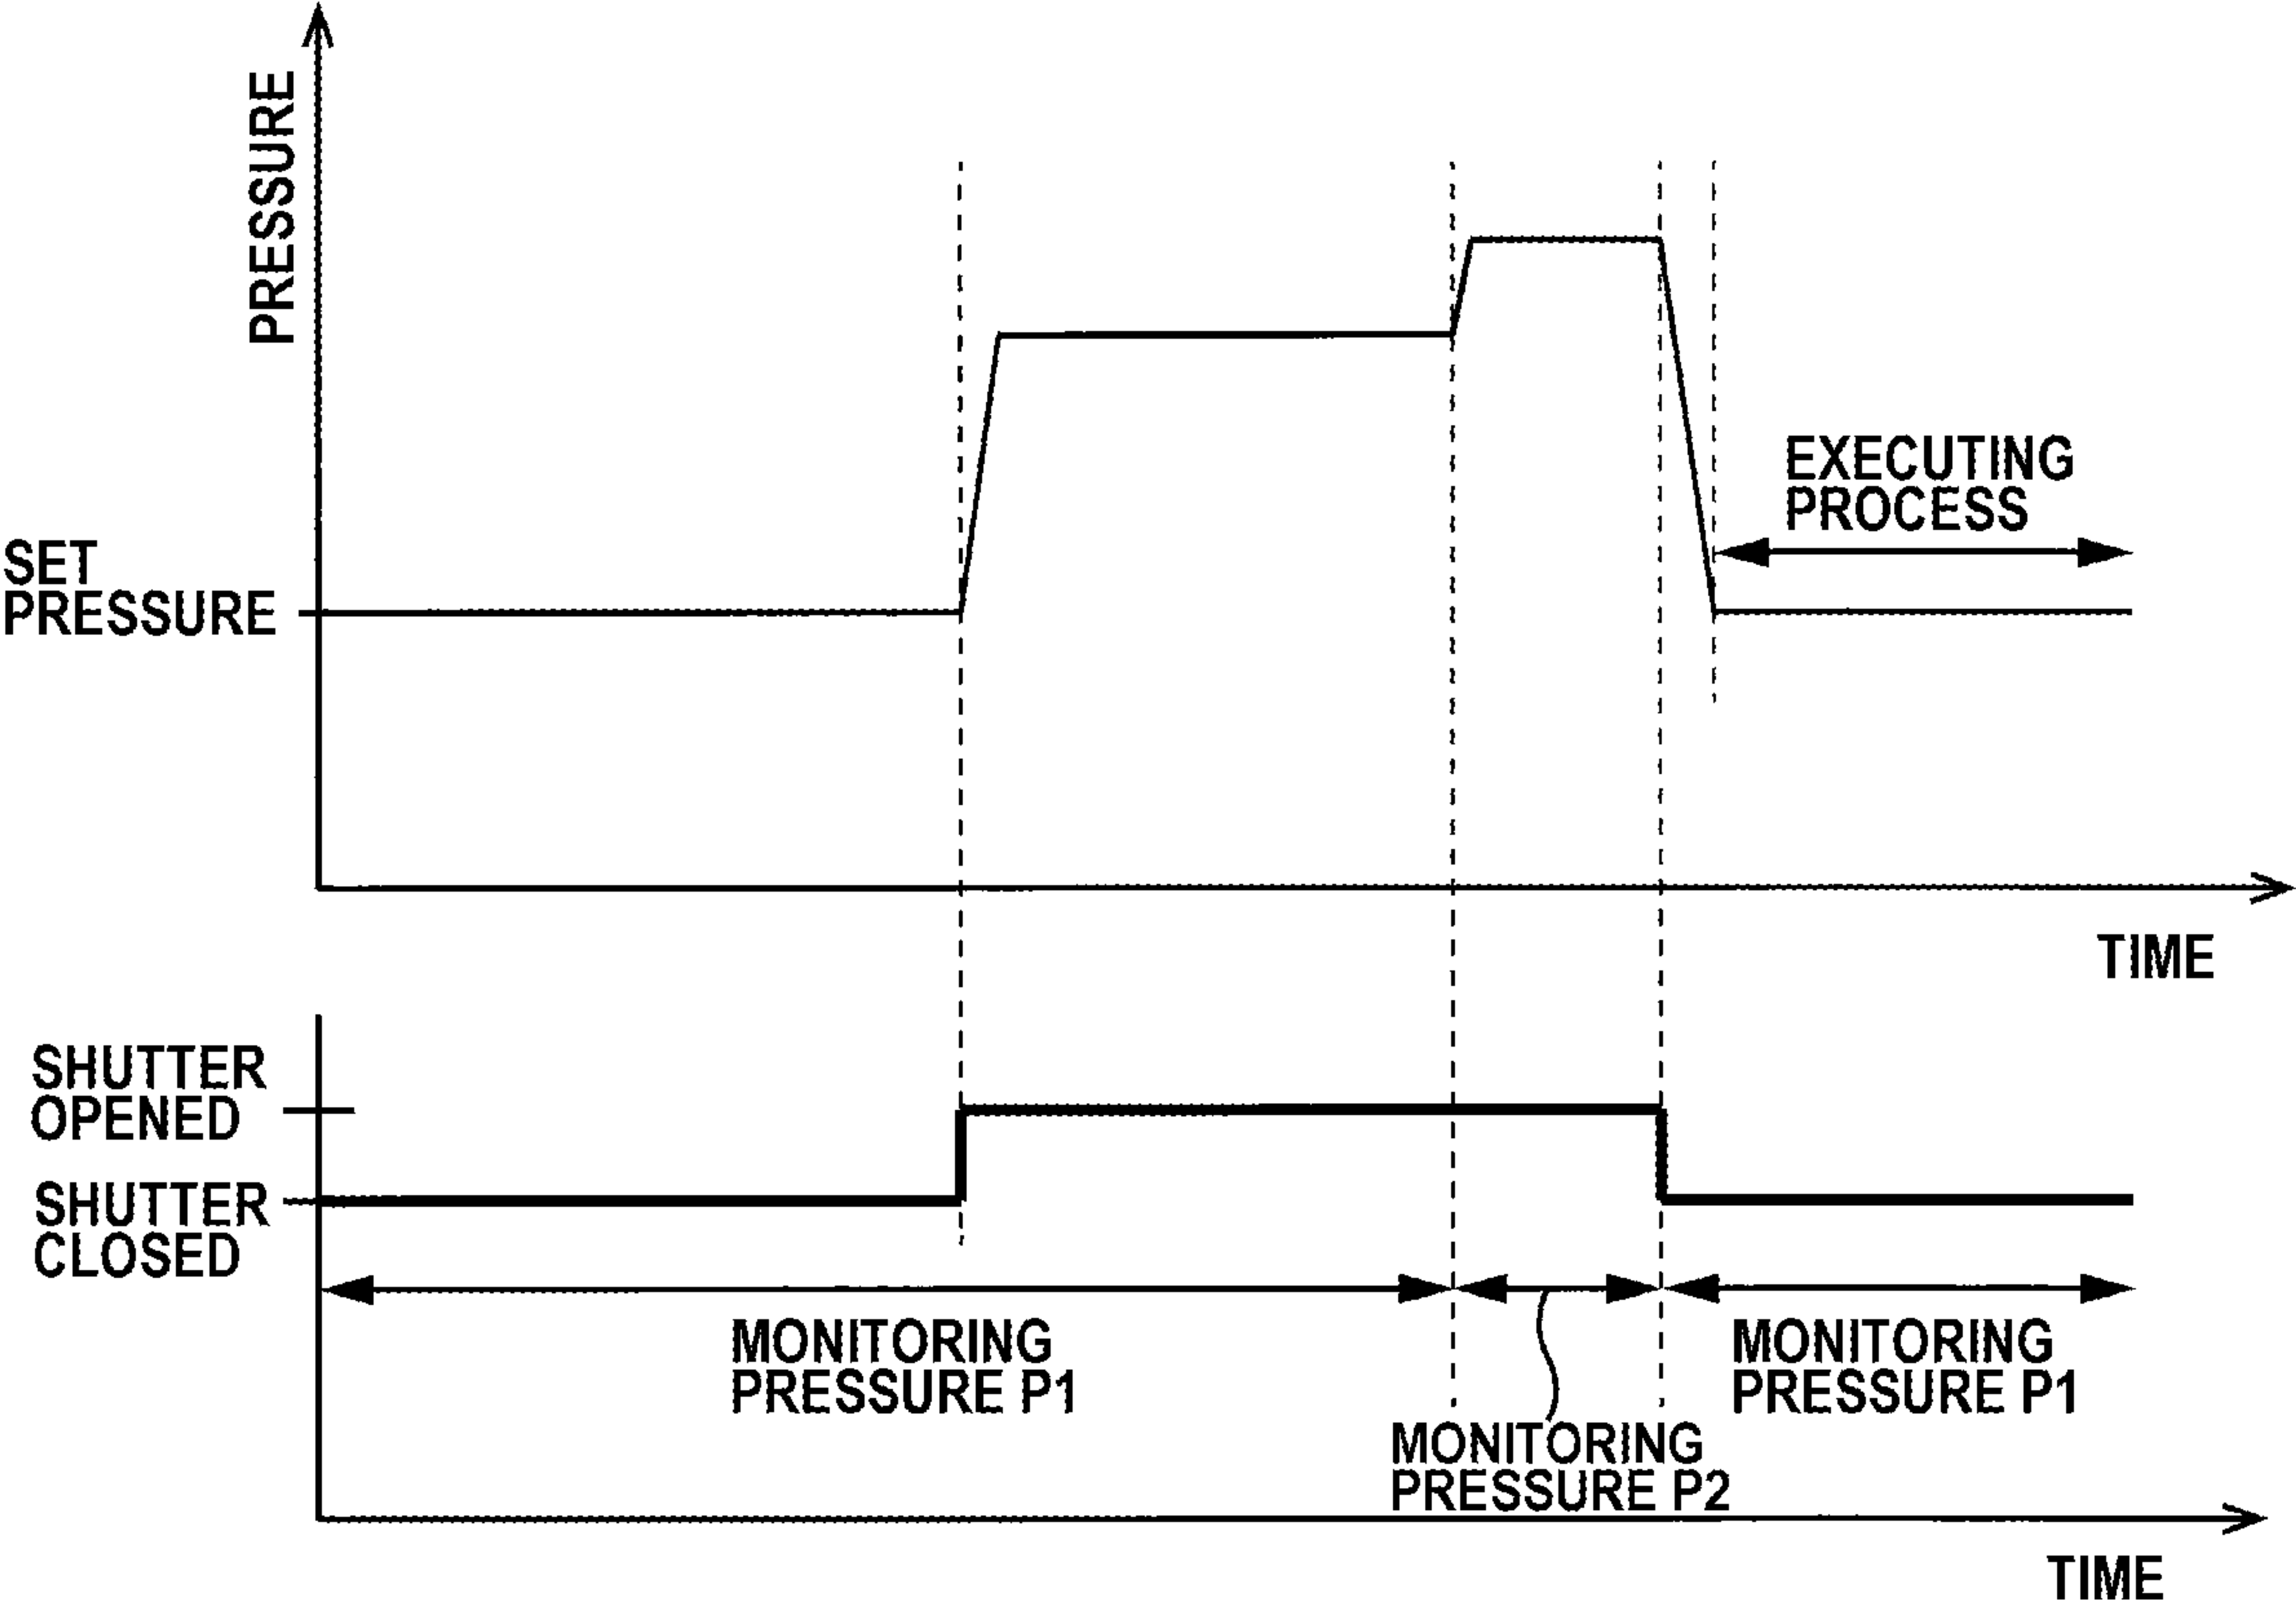 PRESSURE
EXECUTING
PROCESS
SET
PRESSURE
TIME
SHUTTER
OPENED
SHUTTER
CLOSED
MONITORING
PRESSURE P1
MONITORING
PRESSURE P2
MONITORING
PRESSURE P1
TIME